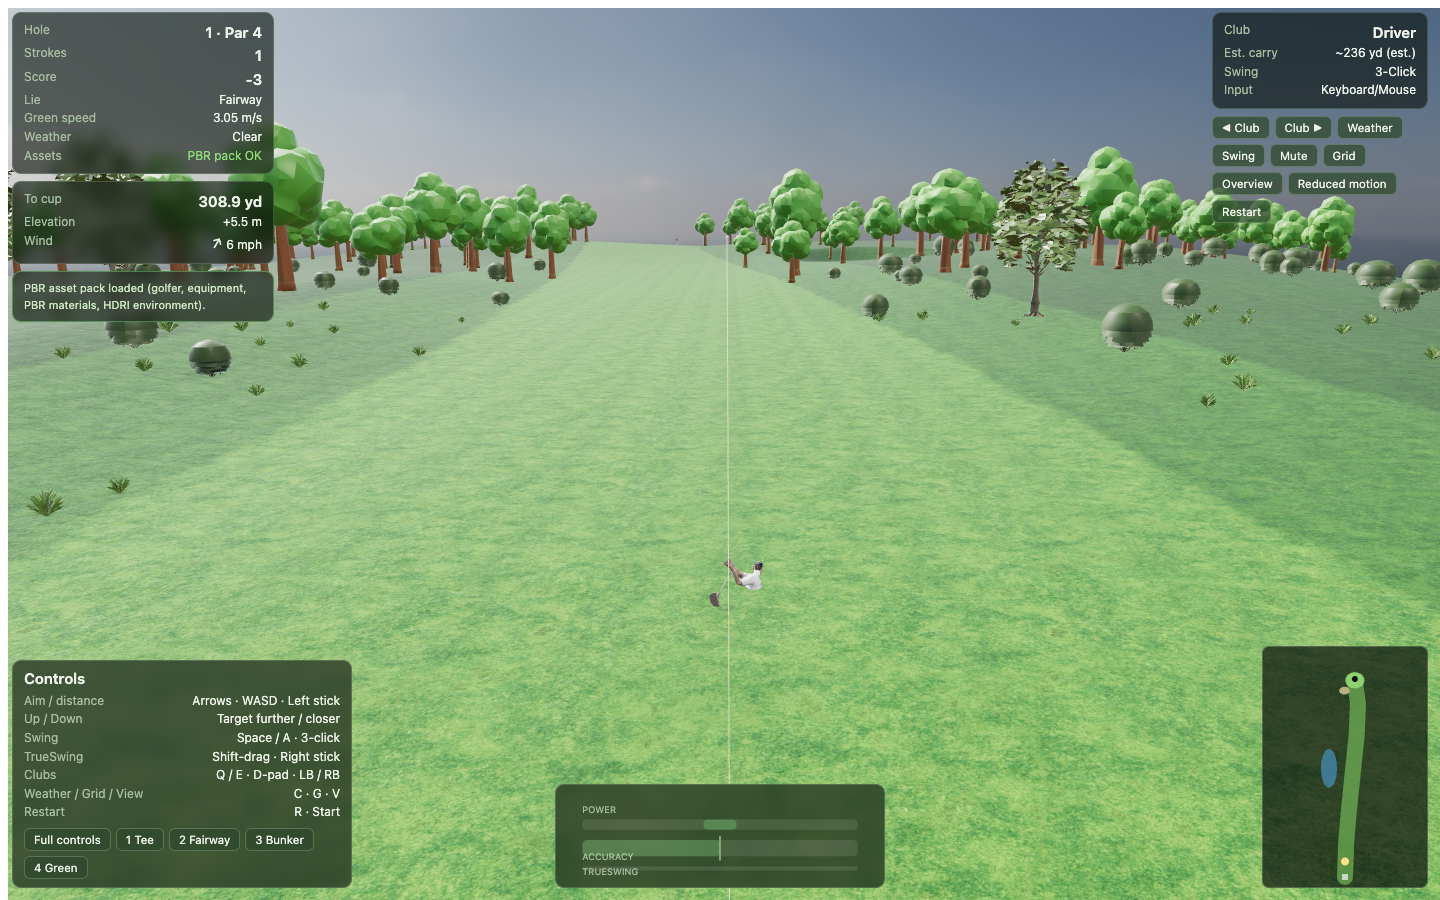 Hole 1 · Par 4
Strokes 1
Score -3
Lie Fairway
Green speed 3.05 m/s
Weather Clear
Assets PBR pack OK
To cup 308.9 yd
Elevation +5.5 m
Wind ↗ 6 mph
PBR asset pack loaded (golfer, equipment,
PBR materials, HDRI environment).
Club Driver
Est. carry ~236 yd (est.)
Swing 3-Click
Input Keyboard/Mouse
◀ Club Club ▶ Weather
Swing Mute Grid
Overview Reduced motion
Restart
Controls
Aim / distance Arrows · WASD · Left stick
Up / Down Target further / closer
Swing Space / A · 3-click
TrueSwing Shift-drag · Right stick
Clubs Q / E · D-pad · LB / RB
Weather / Grid / View C · G · V
Restart R · Start
Full controls 1 Tee 2 Fairway 3 Bunker
4 Green
POWER
ACCURACY
TRUESWING